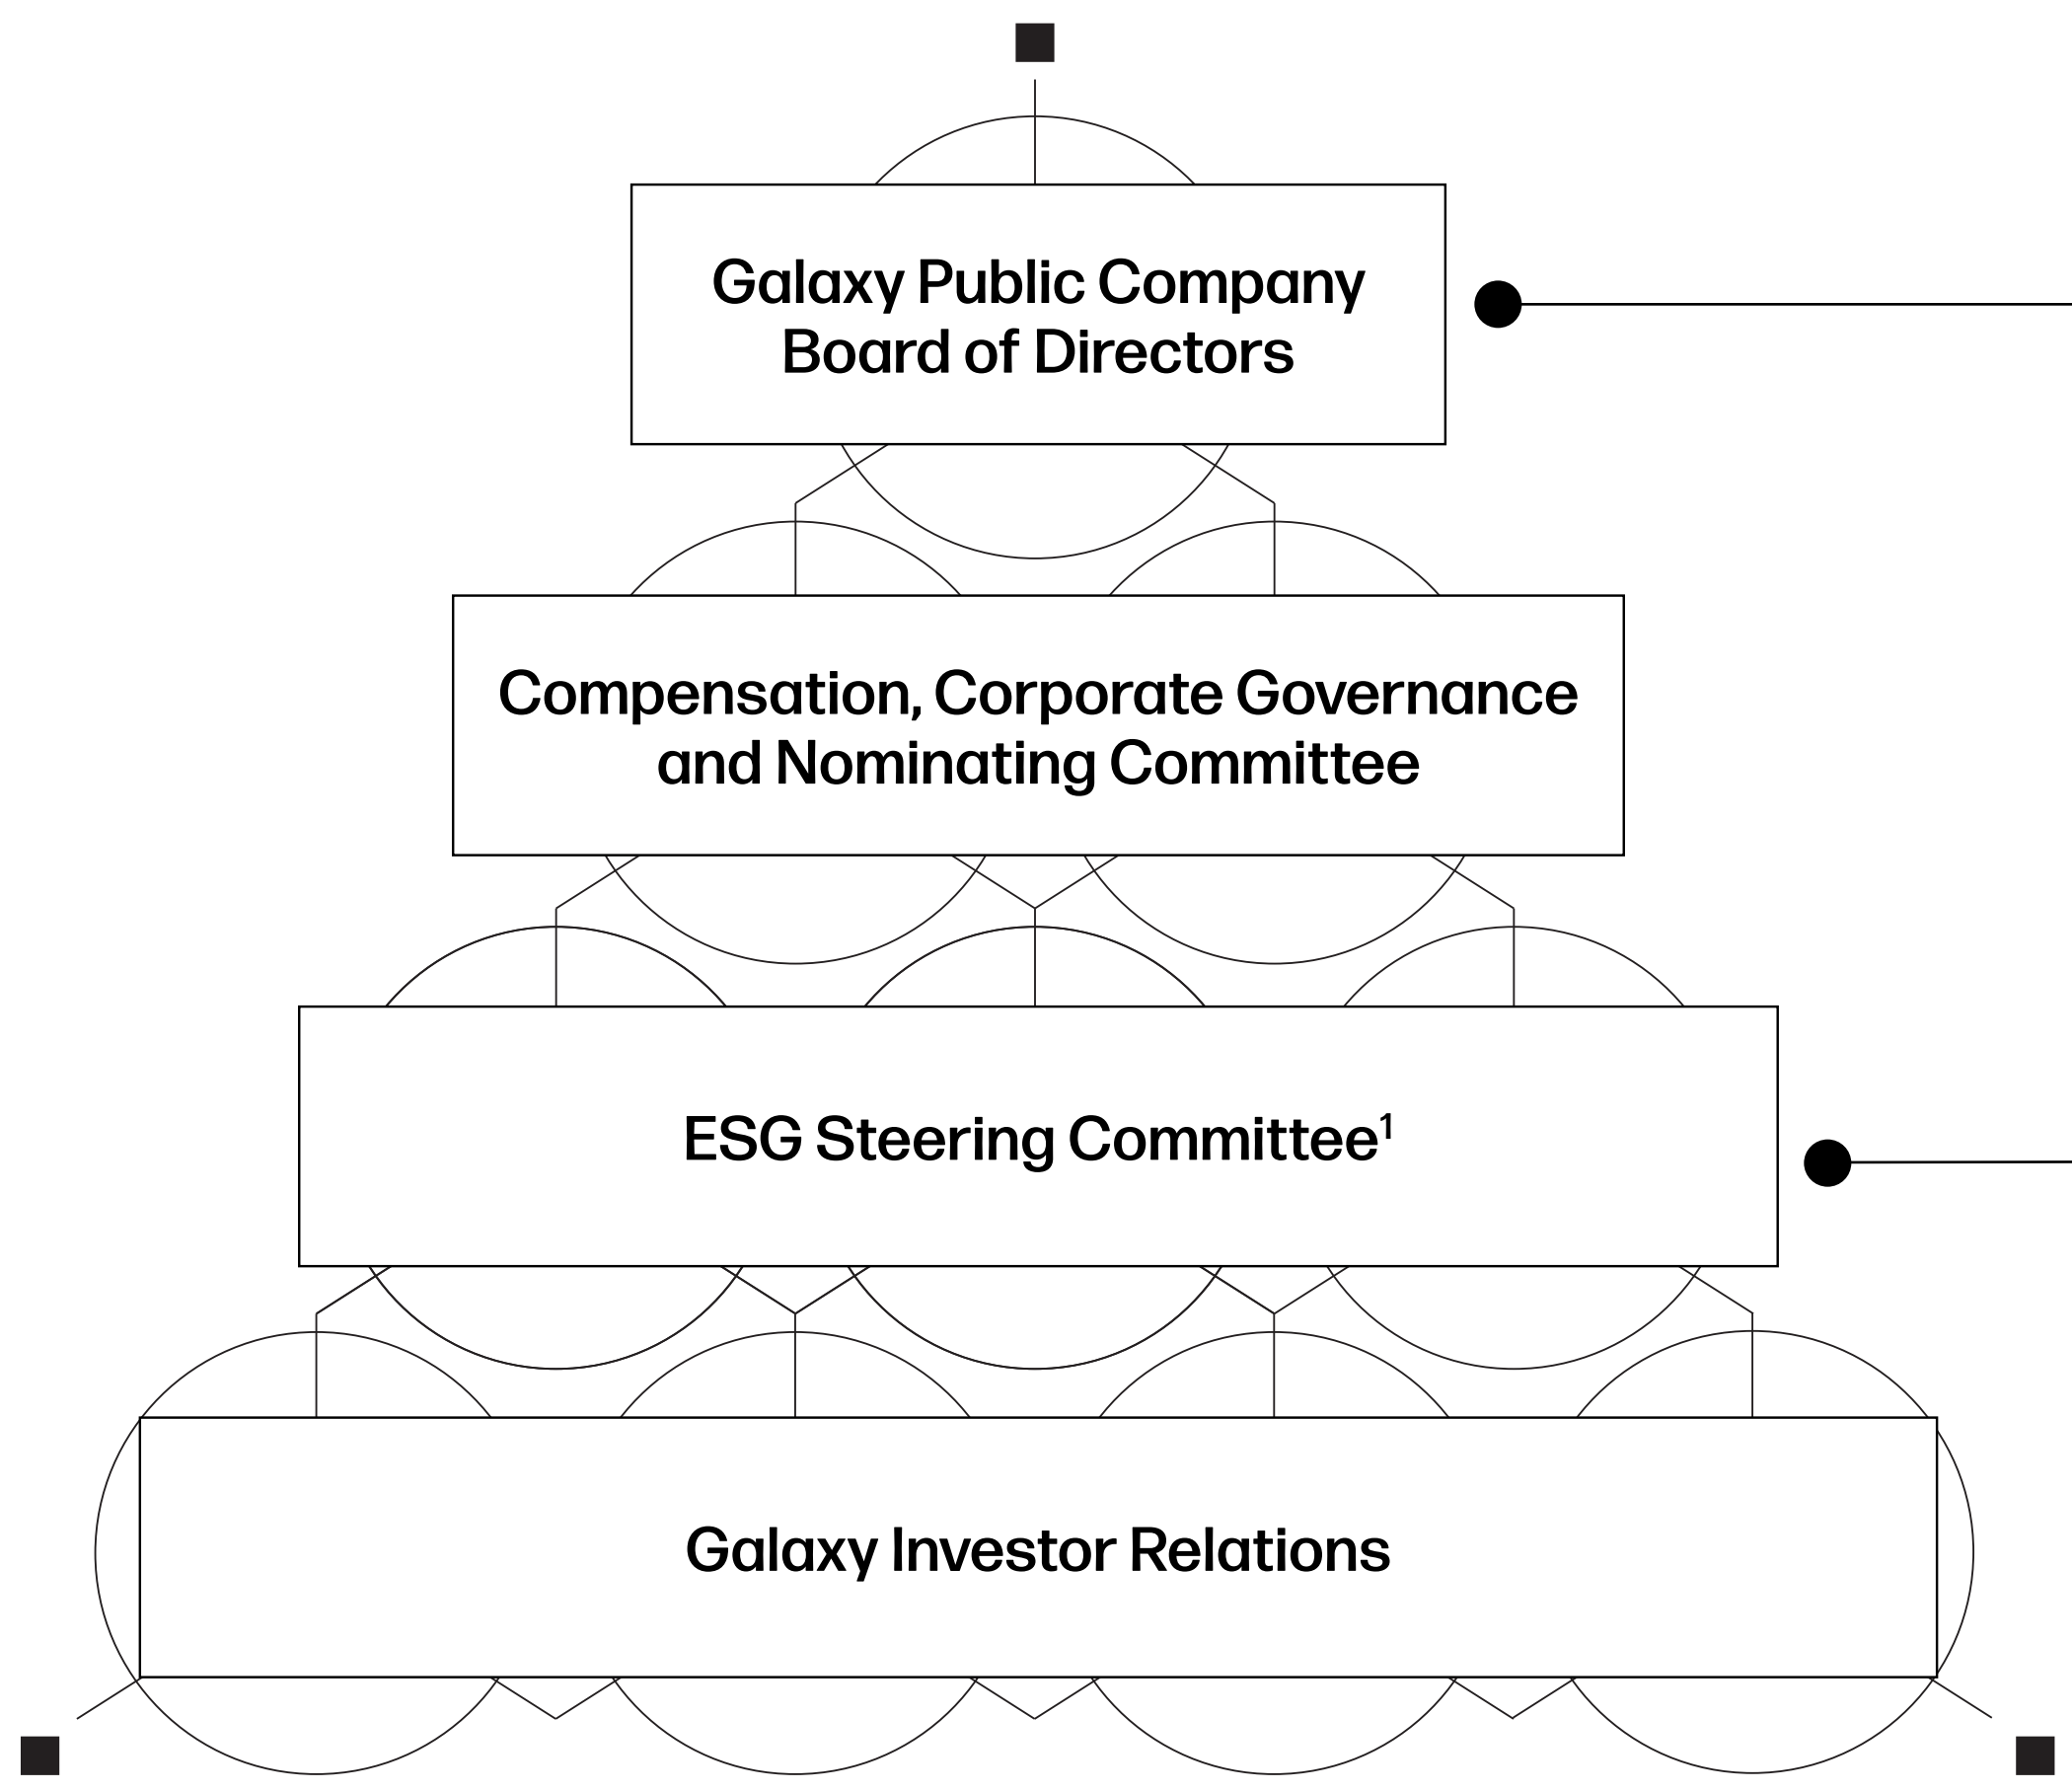 Galaxy Public Company
Board of Directors
Compensation, Corporate Governance
and Nominating Committee
ESG Steering Committee¹
Galaxy Investor Relations